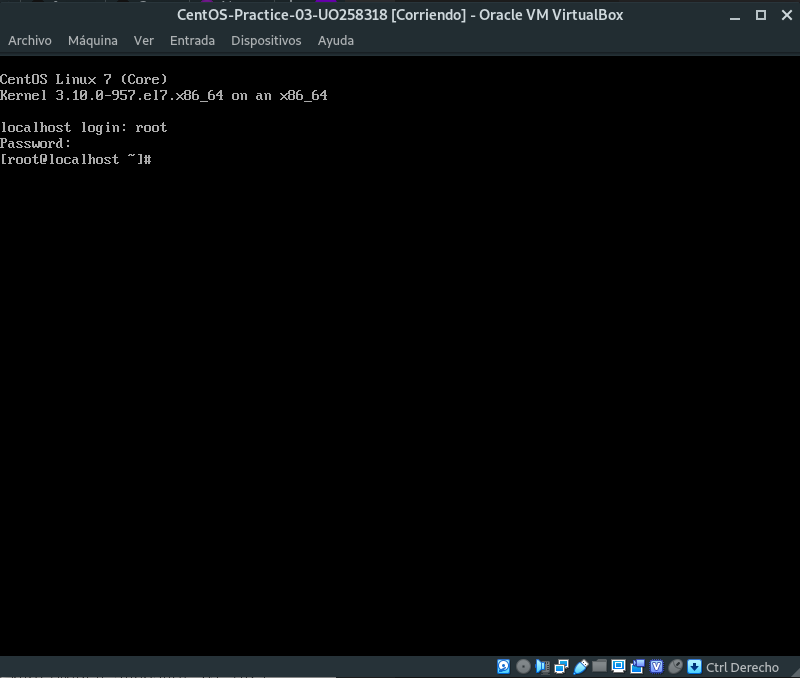 CentOS-Practice-03-UO258318 [Corriendo] - Oracle VM VirtualBox
Archivo Máquina Ver Entrada Dispositivos Ayuda
CentOS Linux 7 (Core)
Kernel 3.10.0-957.el7.x86_64 on an x86_64
localhost login: root
Password:
[root@localhost ~]#
Ctrl Derecho